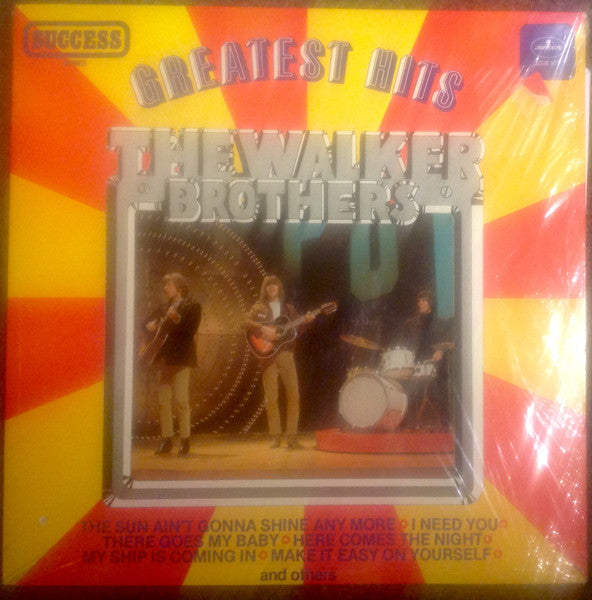 SUCCESS
GREATEST HITS
mercury
THE WALKER
BROTHERS
THE SUN AIN'T GONNA SHINE ANY MORE I NEED YOU
THERE GOES MY BABY HERE COMES THE NIGHT
MY SHIP IS COMING IN MAKE IT EASY ON YOURSELF
and others